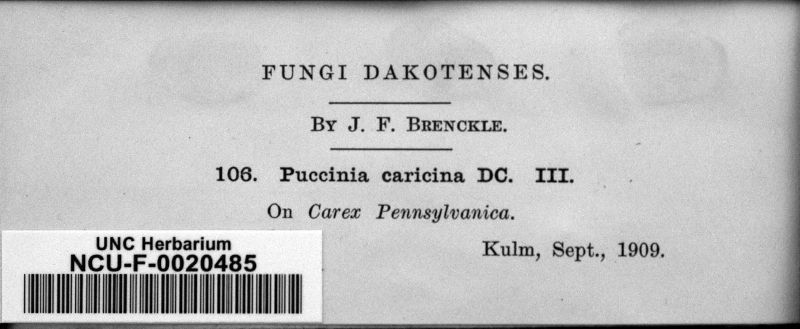 FUNGI DAKOTENSES.
BY J. F. BRENCKLE.
106. Puccinia caricina DC. III.
On Carex Pennsylvanica.
Kulm, Sept., 1909.
UNC Herbarium
NCU-F-0020485